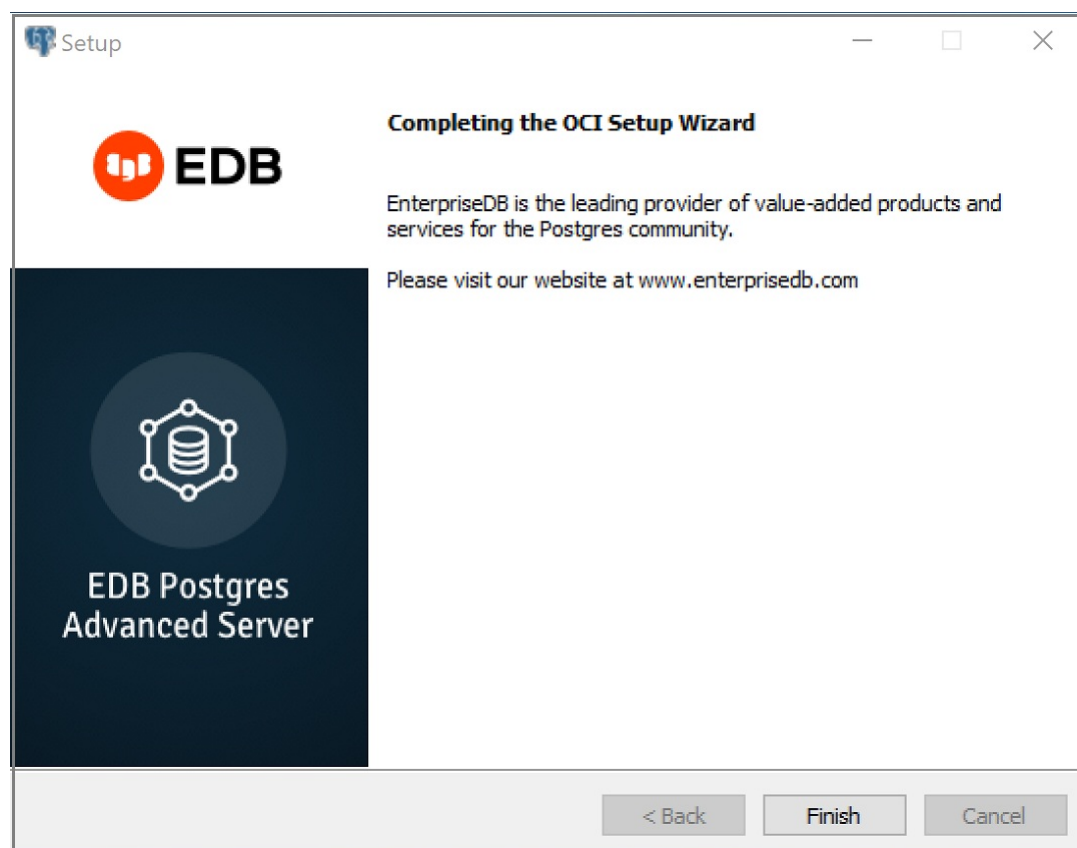 Setup
EDB
Completing the OCI Setup Wizard
EnterpriseDB is the leading provider of value-added products and
services for the Postgres community.
Please visit our website at www.enterprisedb.com
EDB Postgres
Advanced Server
< Back
Finish
Cancel